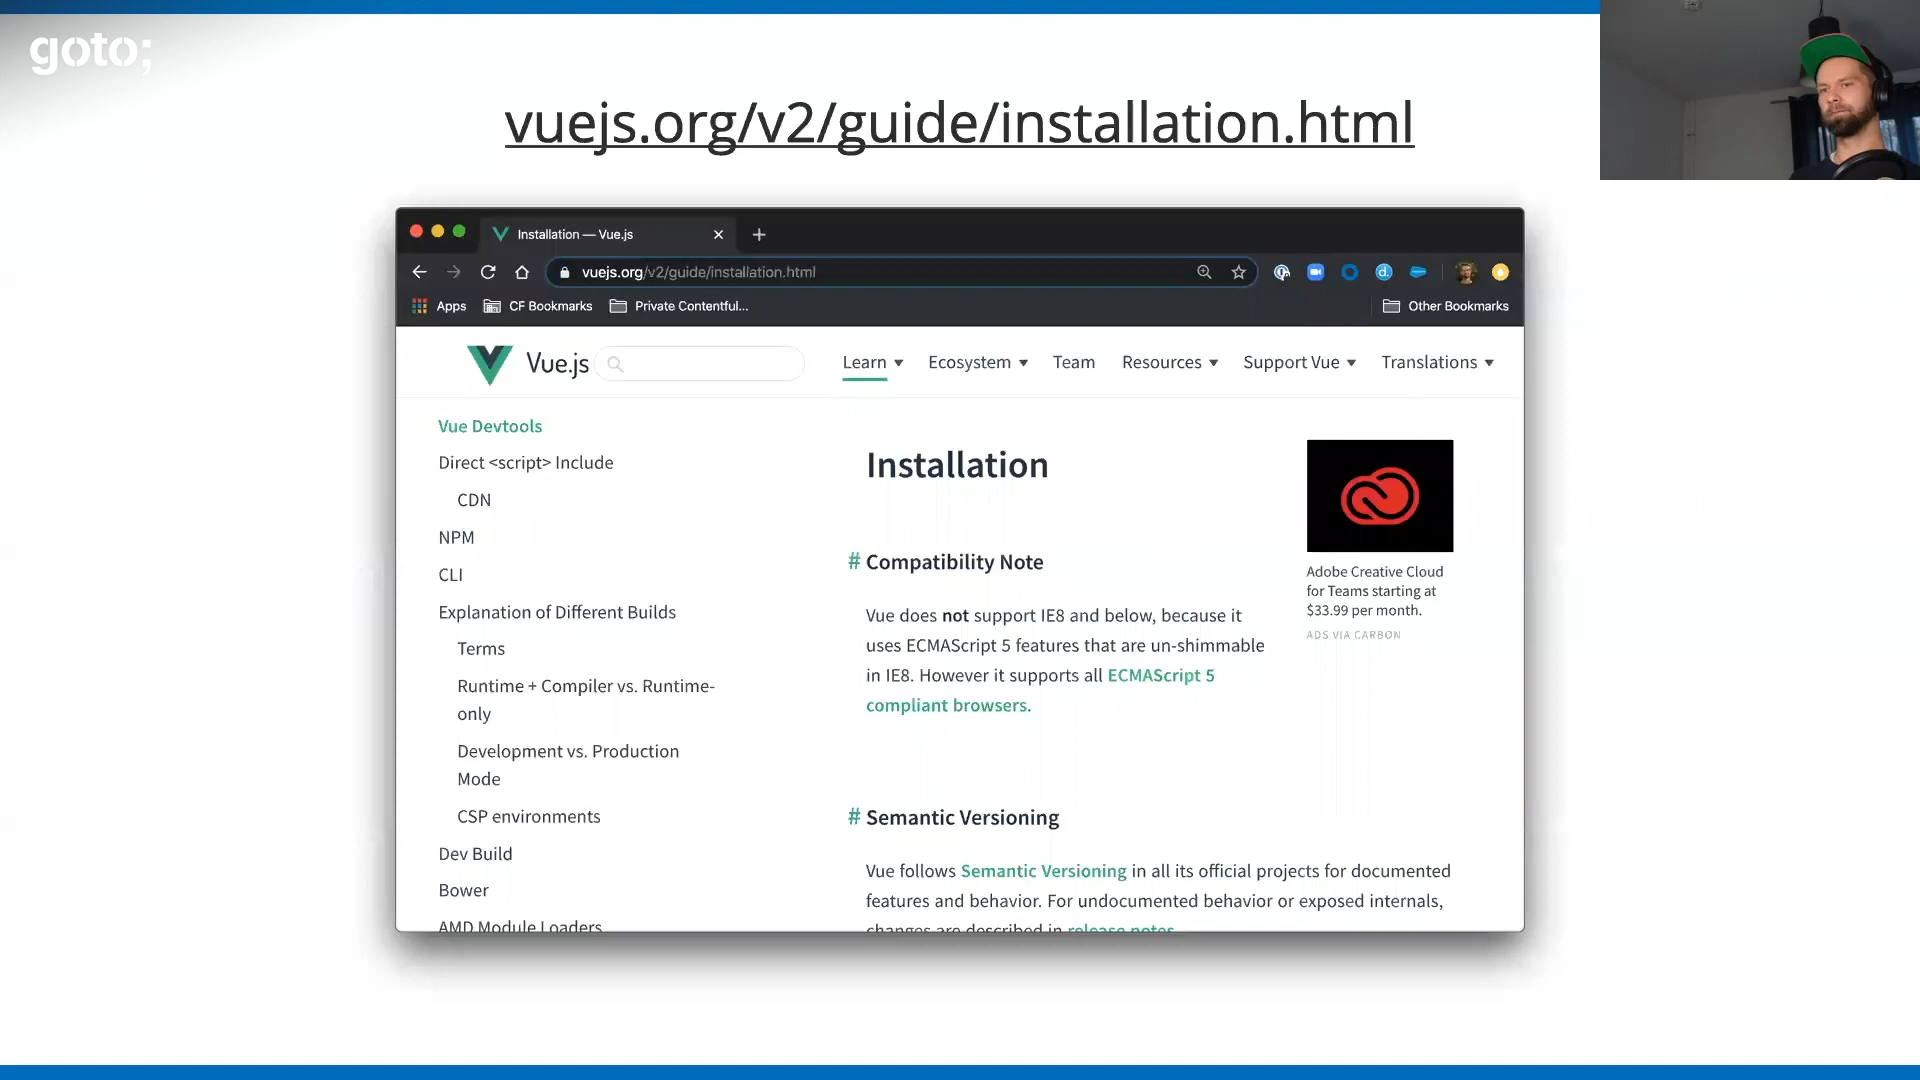 goto;
vuejs.org/v2/guide/installation.html
Installation — Vue.js
vuejs.org/v2/guide/installation.html
Apps
CF Bookmarks
Private Contentful...
Other Bookmarks
Vue.js
Learn
Ecosystem
Team
Resources
Support Vue
Translations
Vue Devtools
Direct <script> Include
CDN
NPM
CLI
Explanation of Different Builds
Terms
Runtime + Compiler vs. Runtime-
only
Development vs. Production
Mode
CSP environments
Dev Build
Bower
AMD Module Loaders
Installation
# Compatibility Note
Vue does not support IE8 and below, because it
uses ECMAScript 5 features that are un-shimmable
in IE8. However it supports all ECMAScript 5
compliant browsers.
# Semantic Versioning
Vue follows Semantic Versioning in all its official projects for documented
features and behavior. For undocumented behavior or exposed internals,
changes are described in release notes
Adobe Creative Cloud
for Teams starting at
$33.99 per month.
ADS VIA CARBON